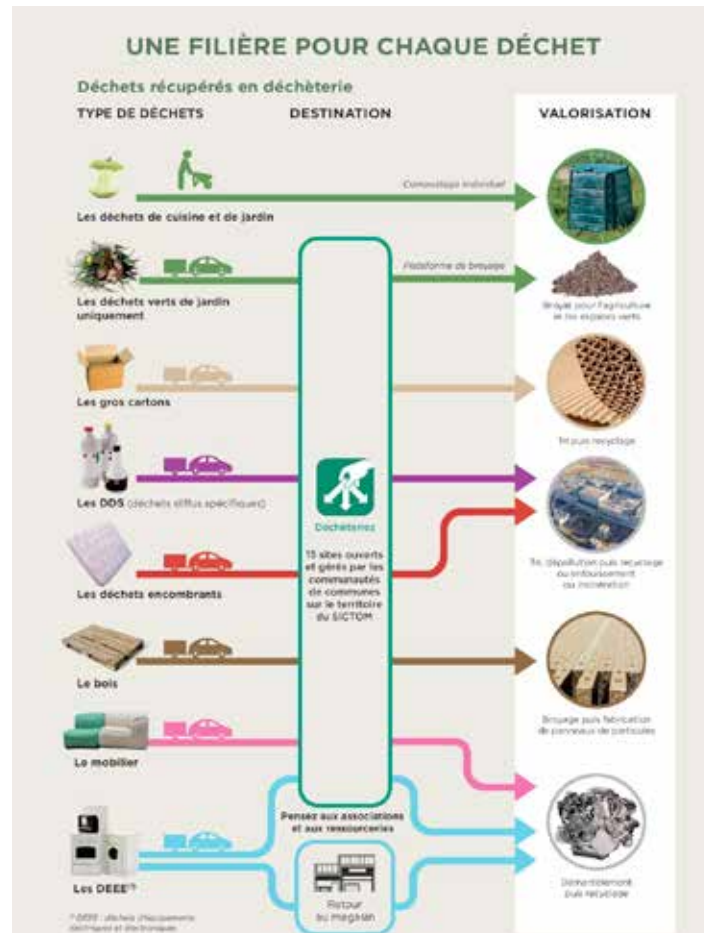 UNE FILIÈRE POUR CHAQUE DÉCHET
Déchets récupérés en déchèterie
TYPE DE DÉCHETS
DESTINATION
VALORISATION
Compostage individuel
Les déchets de cuisine et de jardin
Plateforme de broyage
Les déchets verts de jardin
uniquement
Broyat pour l'agriculture
et les espaces verts
Les gros cartons
Tri puis recyclage
Les DDS (déchets diffus spécifiques)
Déchèteries
13 sites ouverts
et gérés par les
communautés
de communes
sur le territoire
du SICTOM
Tri, dépollution puis recyclage
ou enfouissement
ou incinération
Les déchets encombrants
Le bois
Broyage puis fabrication
de panneaux de particules
Le mobilier
Pensez aux associations
et aux ressourceries
Les DEEE(*)
Retour
au magasin
Démantèlement
puis recyclage
(*) DEEE : déchets d'équipements
électriques et électroniques